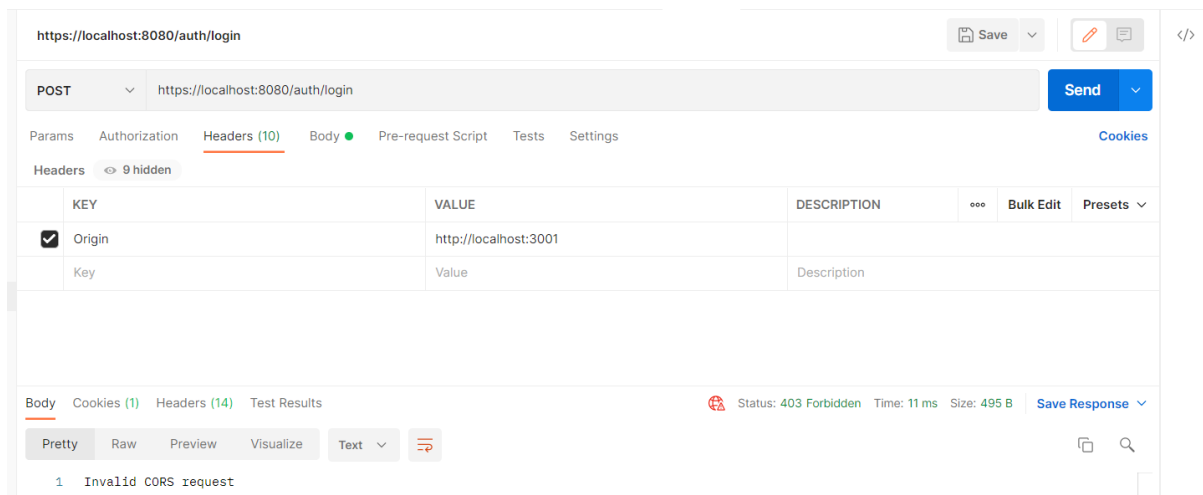 https://localhost:8080/auth/login
Save
</>
POST
https://localhost:8080/auth/login
Send
Params Authorization Headers (10) Body Pre-request Script Tests Settings Cookies
Headers 9 hidden
KEY VALUE DESCRIPTION ooo Bulk Edit Presets
Origin http://localhost:3001
Key Value Description
Body Cookies (1) Headers (14) Test Results Status: 403 Forbidden Time: 11 ms Size: 495 B Save Response
Pretty Raw Preview Visualize Text
1 Invalid CORS request